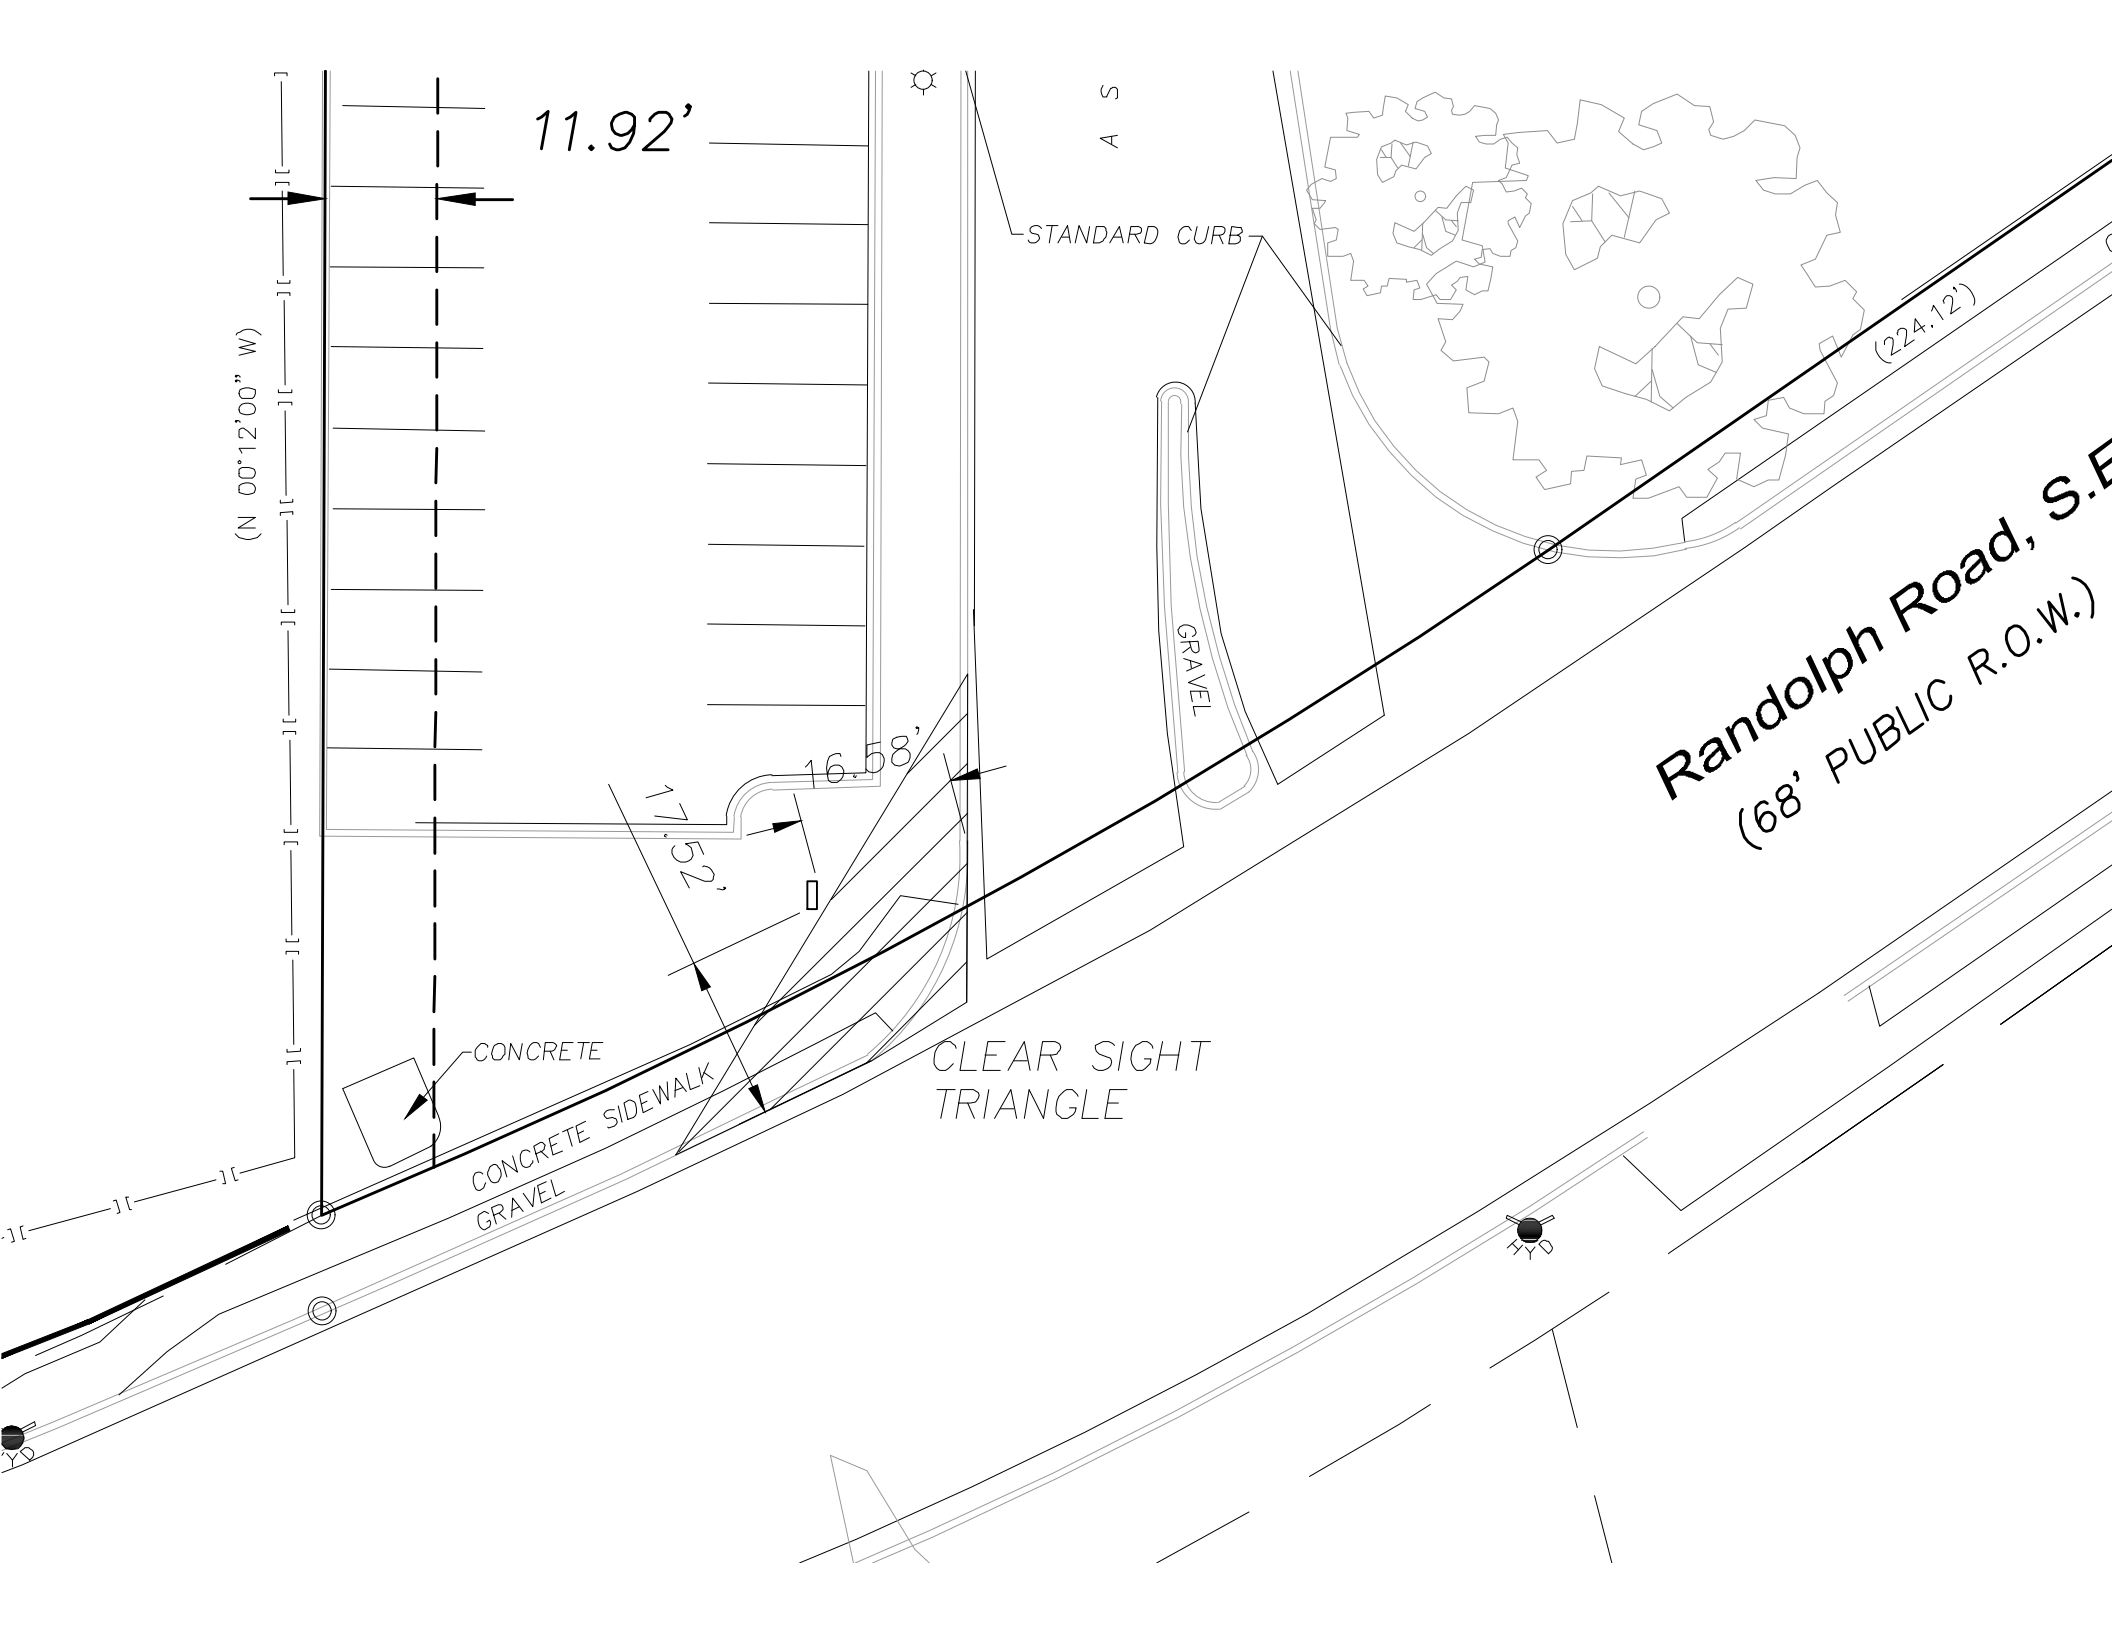 11.92'
A S
STANDARD CURB
(N 00°12'00" W)
(224.12')
Randolph Road, S.E
(68' PUBLIC R.O.W.)
GRAVEL
16.58'
17.52'
CONCRETE
CONCRETE SIDEWALK
GRAVEL
CLEAR SIGHT
TRIANGLE
HYD
YD